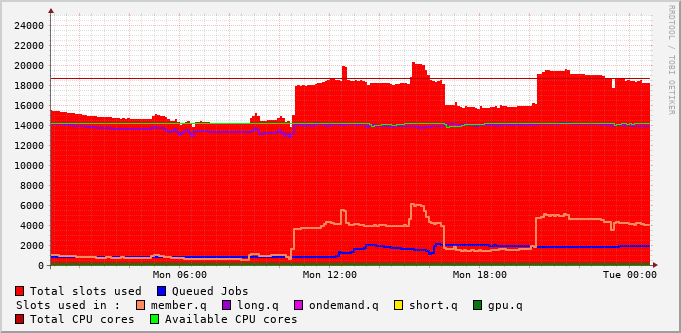 RRDTOOL / TOBI OETIKER
24000
22000
20000
18000
16000
14000
12000
10000
8000
6000
4000
2000
0
Mon 06:00 Mon 12:00 Mon 18:00 Tue 00:00
Total slots used Queued Jobs
Slots used in : member.q long.q ondemand.q short.q gpu.q
Total CPU cores Available CPU cores